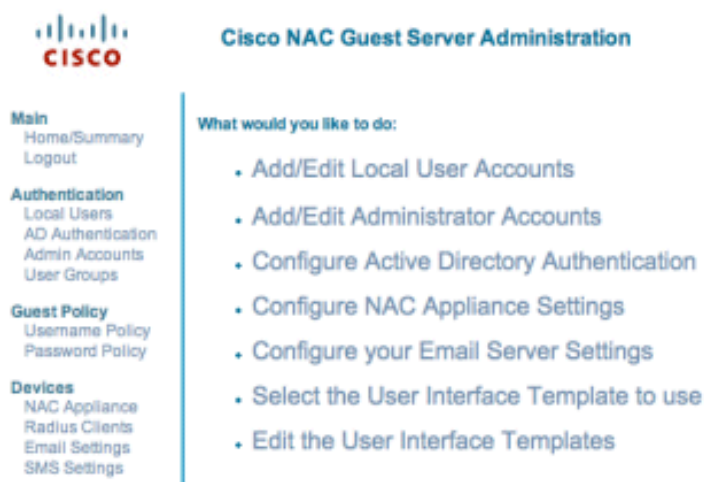 CISCO
Cisco NAC Guest Server Administration
Main
Home/Summary
Logout
Authentication
Local Users
AD Authentication
Admin Accounts
User Groups
Guest Policy
Username Policy
Password Policy
Devices
NAC Appliance
Radius Clients
Email Settings
SMS Settings
What would you like to do:
• Add/Edit Local User Accounts
• Add/Edit Administrator Accounts
• Configure Active Directory Authentication
• Configure NAC Appliance Settings
• Configure your Email Server Settings
• Select the User Interface Template to use
• Edit the User Interface Templates